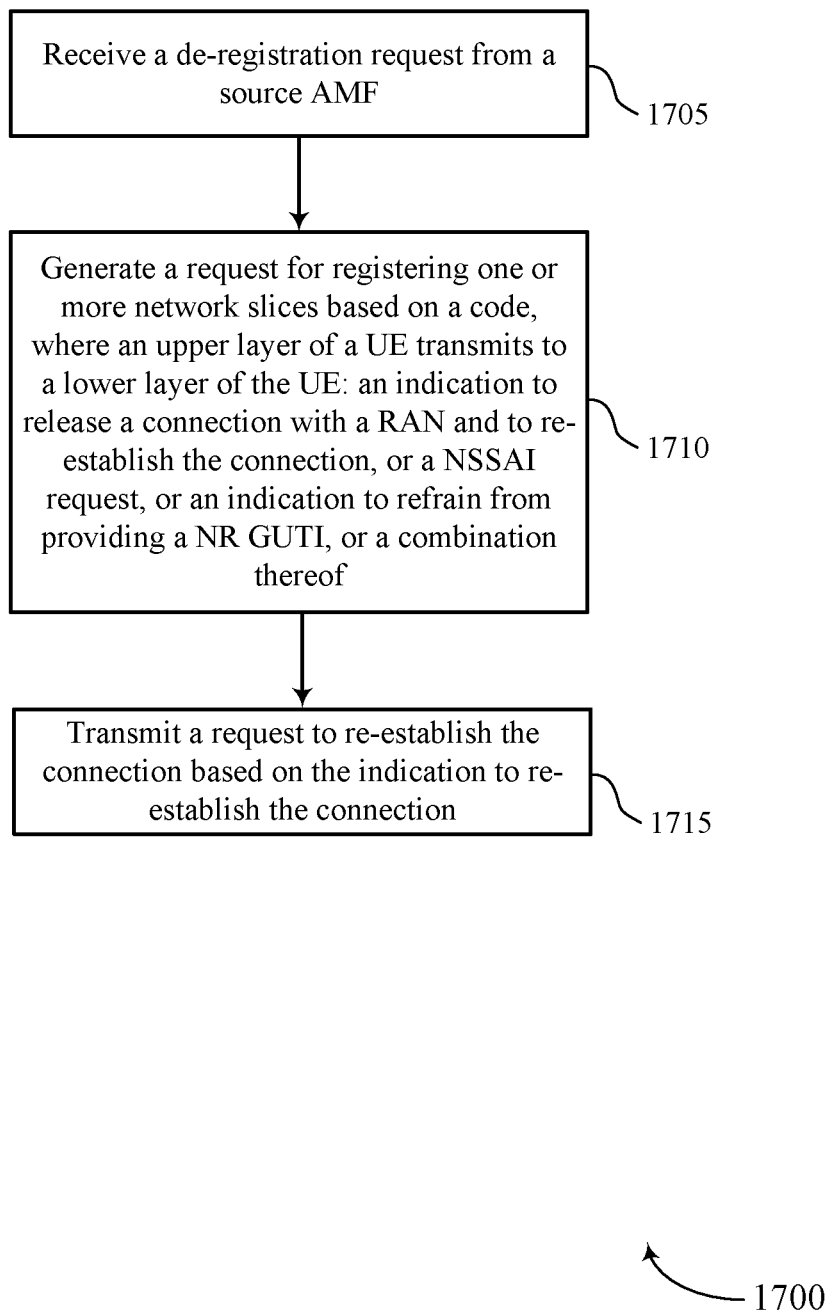 Receive a de-registration request from a
source AMF
1705
Generate a request for registering one or
more network slices based on a code,
where an upper layer of a UE transmits to
a lower layer of the UE: an indication to
release a connection with a RAN and to re-
establish the connection, or a NSSAI
request, or an indication to refrain from
providing a NR GUTI, or a combination
thereof
1710
Transmit a request to re-establish the
connection based on the indication to re-
establish the connection
1715
1700